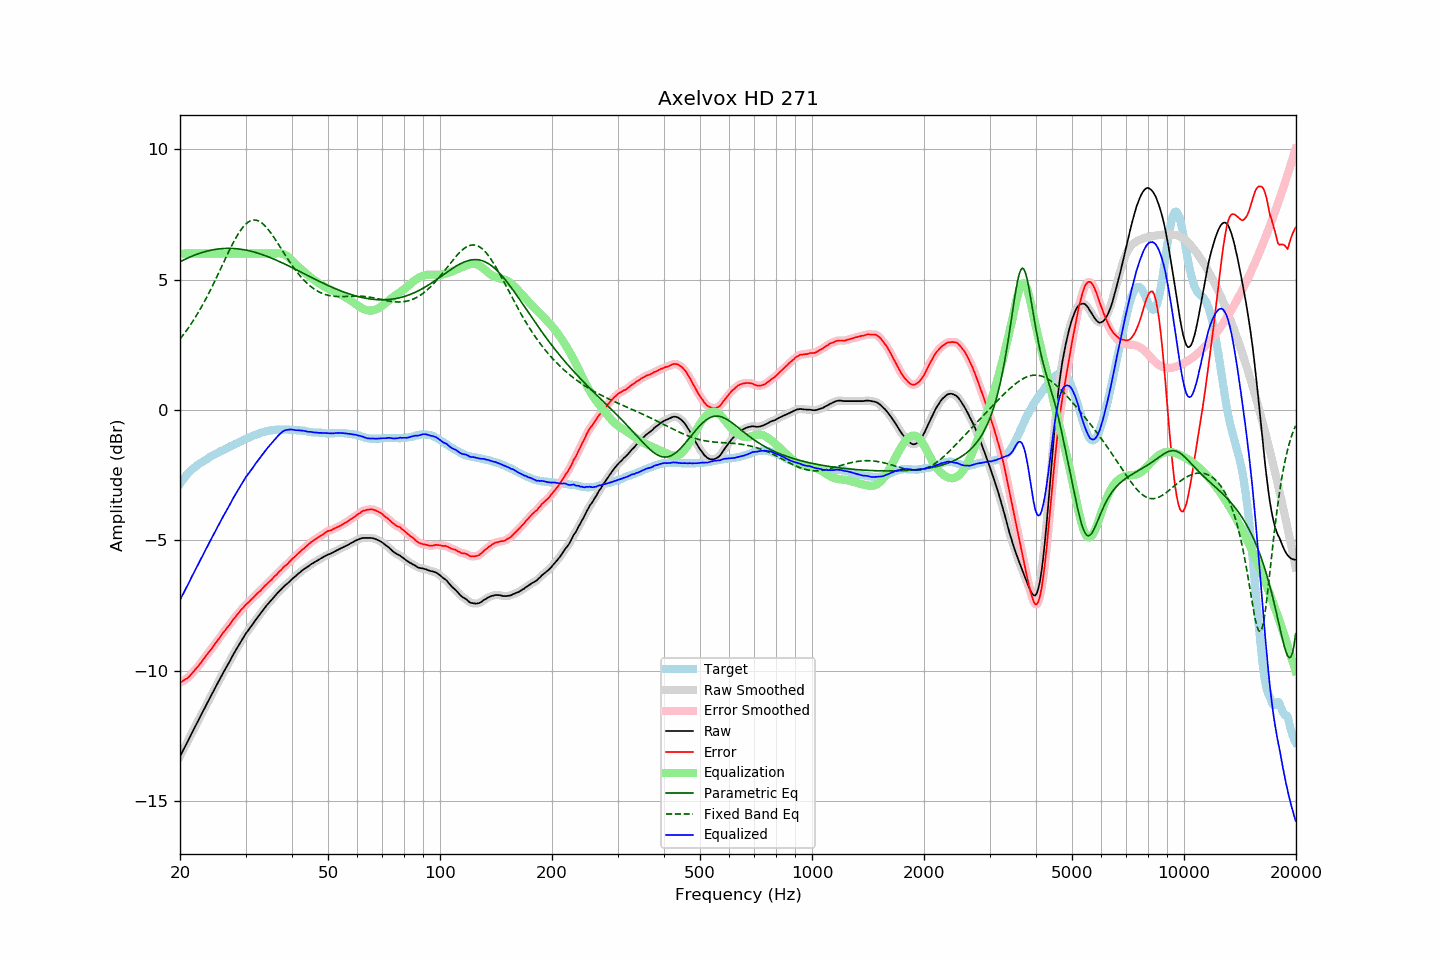 Axelvox HD 271
Amplitude (dBr)
10
5
0
−5
−10
−15
Target
Raw Smoothed
Error Smoothed
Raw
Error
Equalization
Parametric Eq
Fixed Band Eq
Equalized
20 50 100 200 500 1000 2000 5000 10000 20000
Frequency (Hz)